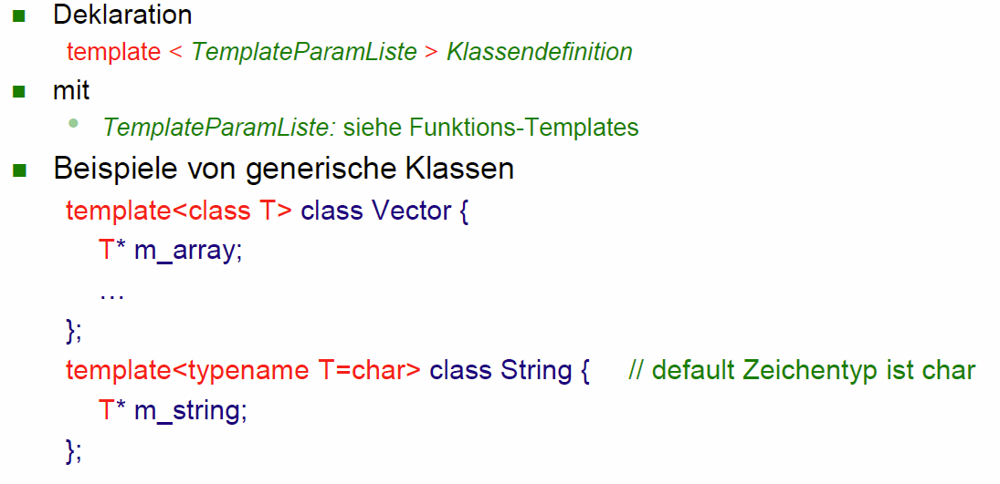 Deklaration
template < TemplateParamListe > Klassendefinition
mit
TemplateParamListe: siehe Funktions-Templates
Beispiele von generische Klassen
template<class T> class Vector {
T* m_array;
…
};
template<typename T=char> class String { // default Zeichentyp ist char
T* m_string;
};